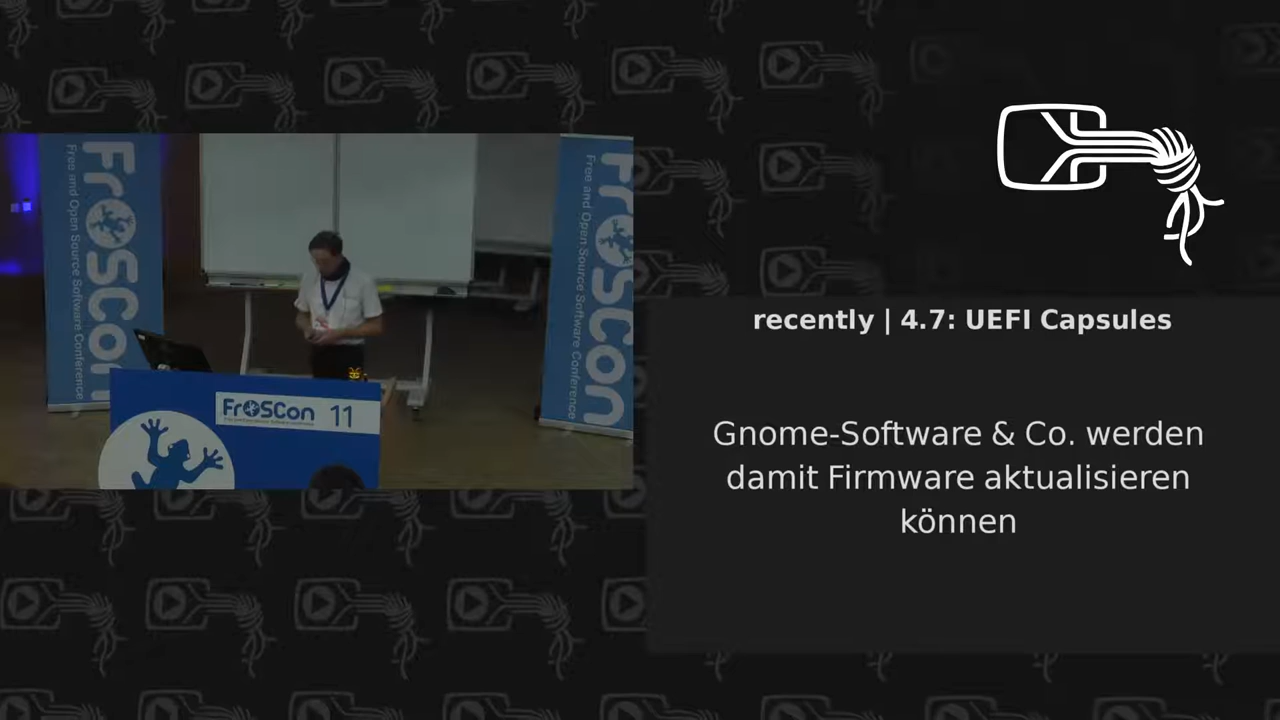 FrOSCon
Free and Open Source Software Conference
FrOSCon
Free and Open Source Software Conference
FrOSCon 11
recently | 4.7: UEFI Capsules
Gnome-Software & Co. werden
damit Firmware aktualisieren
können